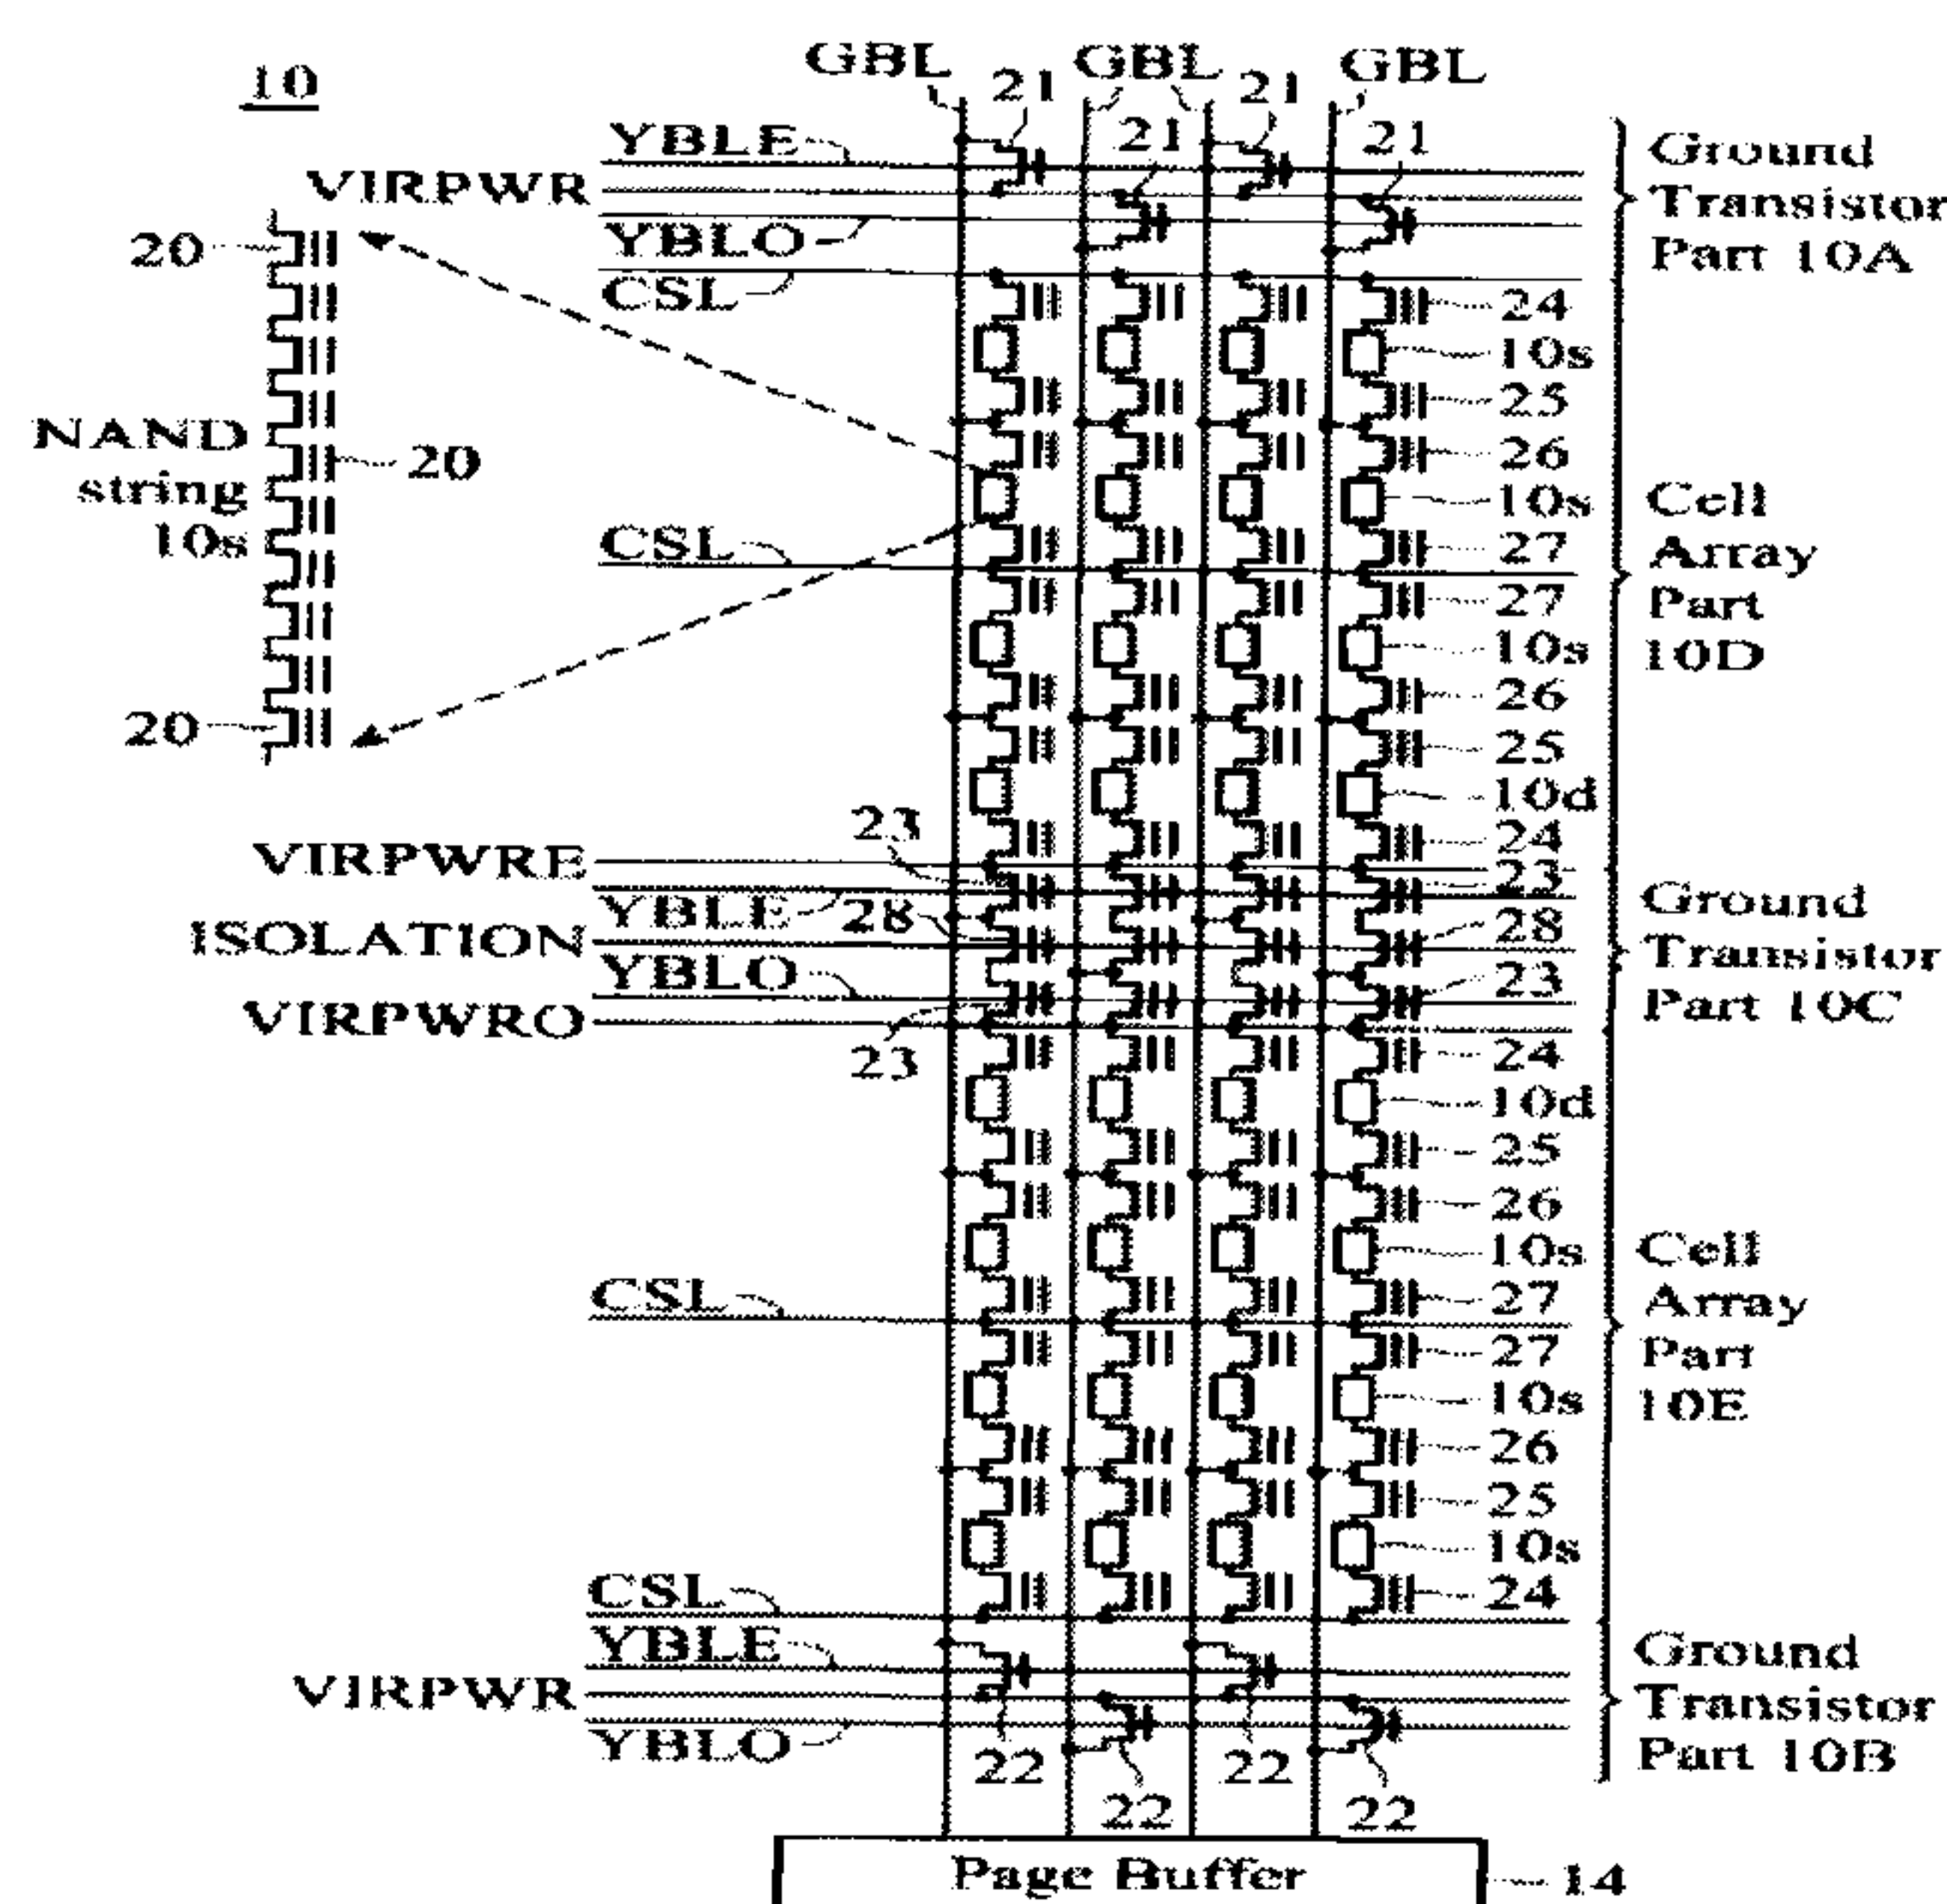 10
GBL 21 GBL 21 GBL
YBLE 21 21
VIRPWR
YBLO
CSL
Ground
Transistor
Part 10A
20
NAND
string
10s
20
20
24
10s
25
26
10s
CSL
27
27
10s
26
25
10d
24
Cell
Array
Part
10D
23
VIRPWRE
23
YBLE
28
ISOLATION
28
YBLO
23
VIRPWRO
23
Ground
Transistor
Part 10C
24
10d
25
26
10s
CSL
27
27
10s
26
25
10s
24
Cell
Array
Part
10E
CSL
YBLE
VIRPWR
YBLO
22 22
22 22
Ground
Transistor
Part 10B
Page Buffer
14